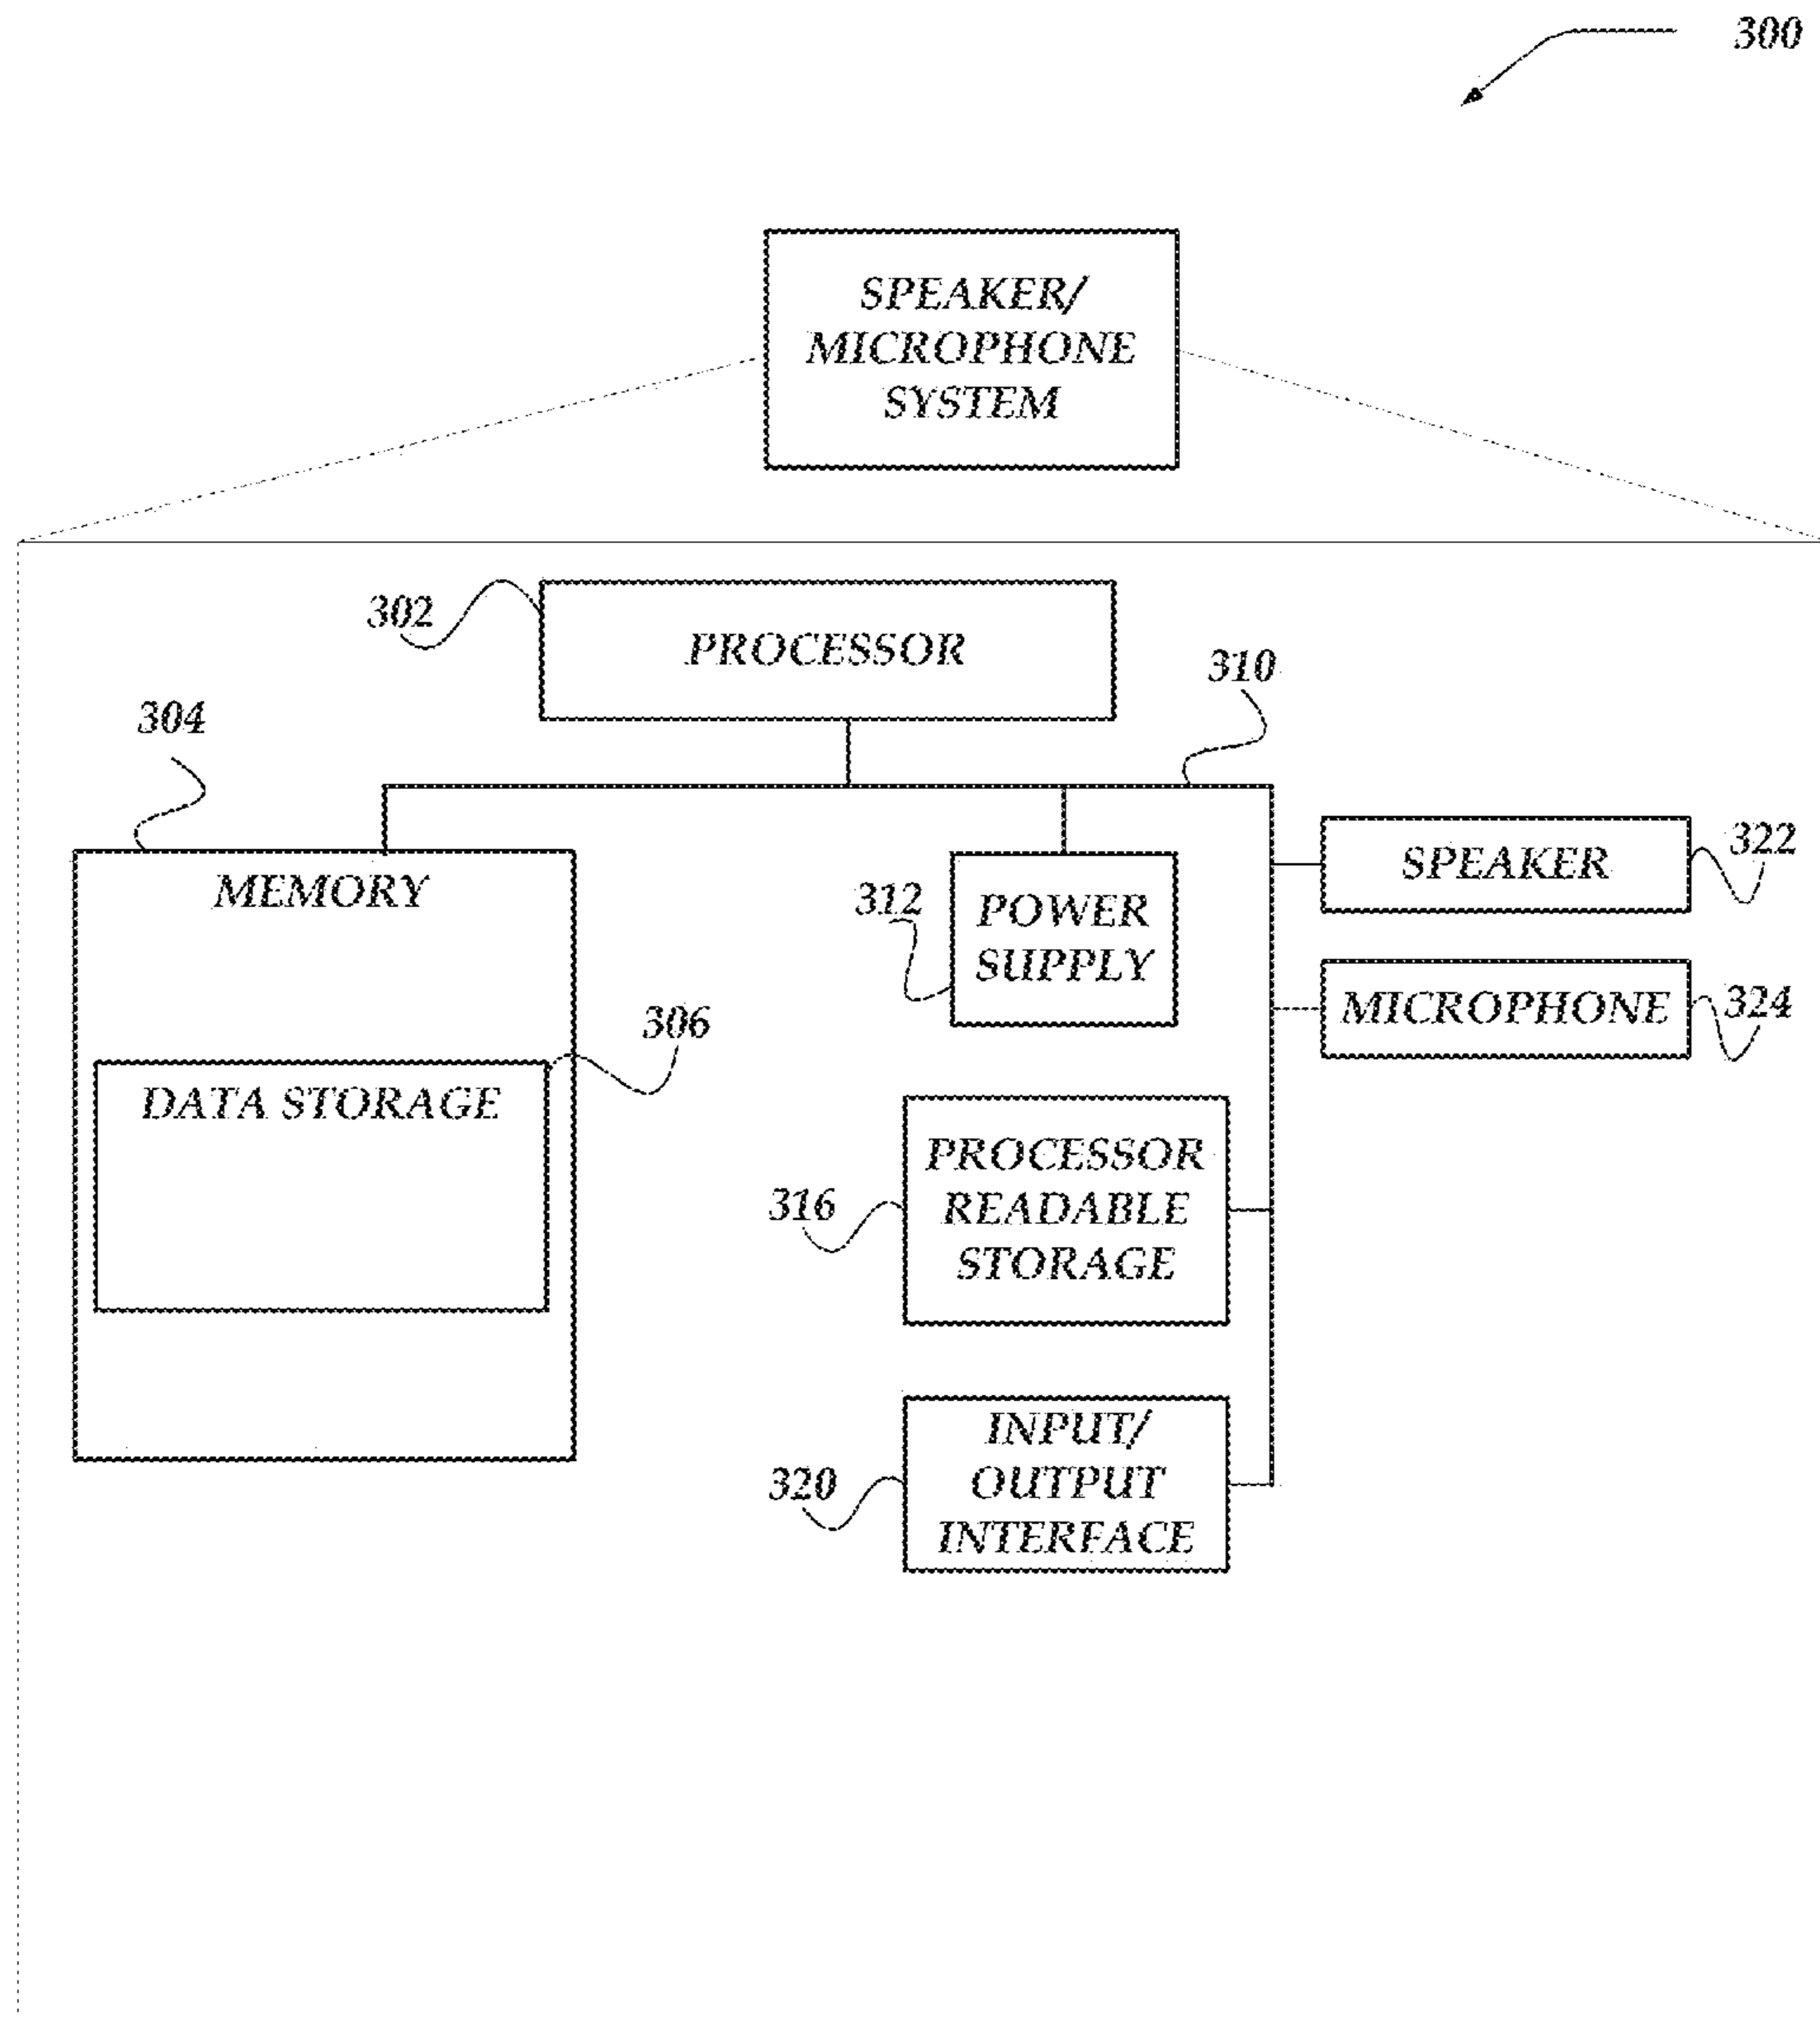 300
SPEAKER/
MICROPHONE
SYSTEM
302
PROCESSOR
310
304
MEMORY
312
POWER
SUPPLY
SPEAKER
322
MICROPHONE
324
306
DATA STORAGE
316
PROCESSOR
READABLE
STORAGE
320
INPUT/
OUTPUT
INTERFACE